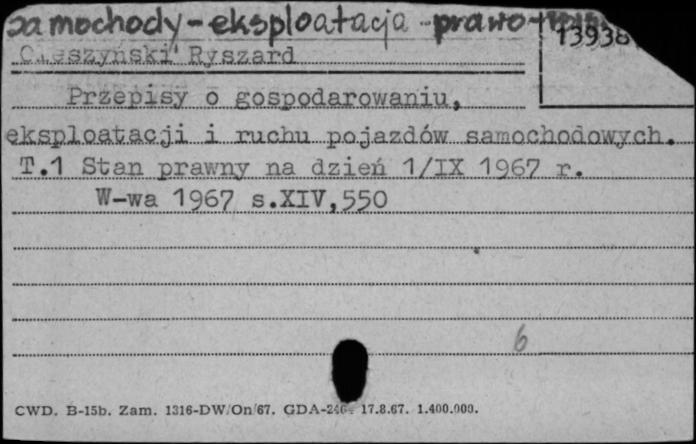 samochody-eksploatacja-prawo
13938
Cieszyński Ryszard
Przepisy o gospodarowaniu,
eksploatacji i ruchu pojazdów samochodowych.
T.1 Stan prawny na dzień 1/IX 1967 r.
W-wa 1967 s.XIV,550
6
CWD. B-15b. Zam. 1316-DW/On/67. GDA- 17.8.67. 1.400.000.